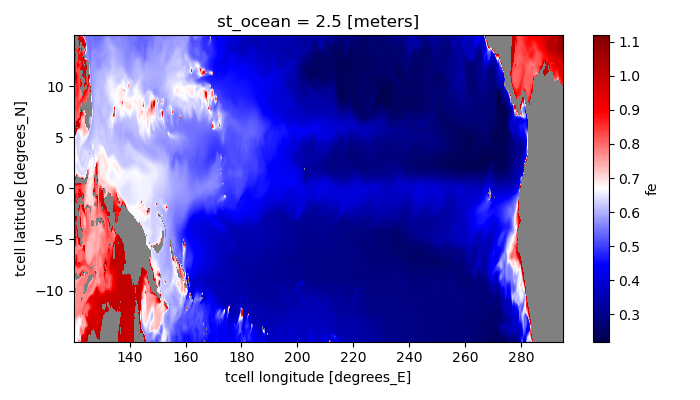 st_ocean = 2.5 [meters]
10
5
0
−5
−10
tcell latitude [degrees_N]
140 160 180 200 220 240 260 280
tcell longitude [degrees_E]
1.1
1.0
0.9
0.8
0.7
0.6
0.5
0.4
0.3
fe